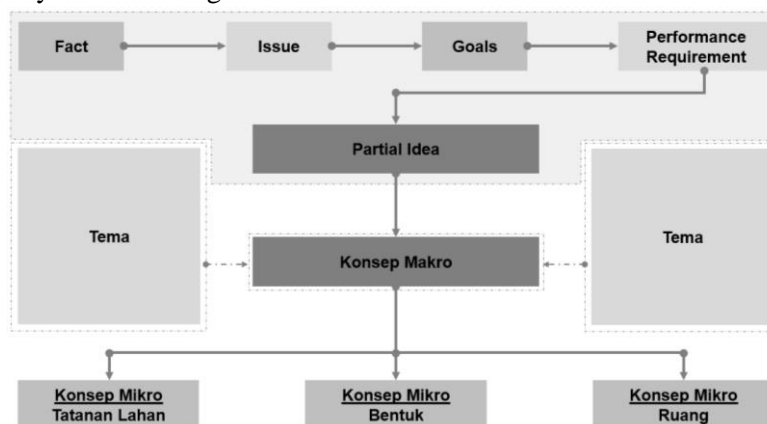 Fact
Issue
Goals
Performance
Requirement
Partial Idea
Tema
Tema
Konsep Makro
Konsep Mikro
Tatanan Lahan
Konsep Mikro
Bentuk
Konsep Mikro
Ruang